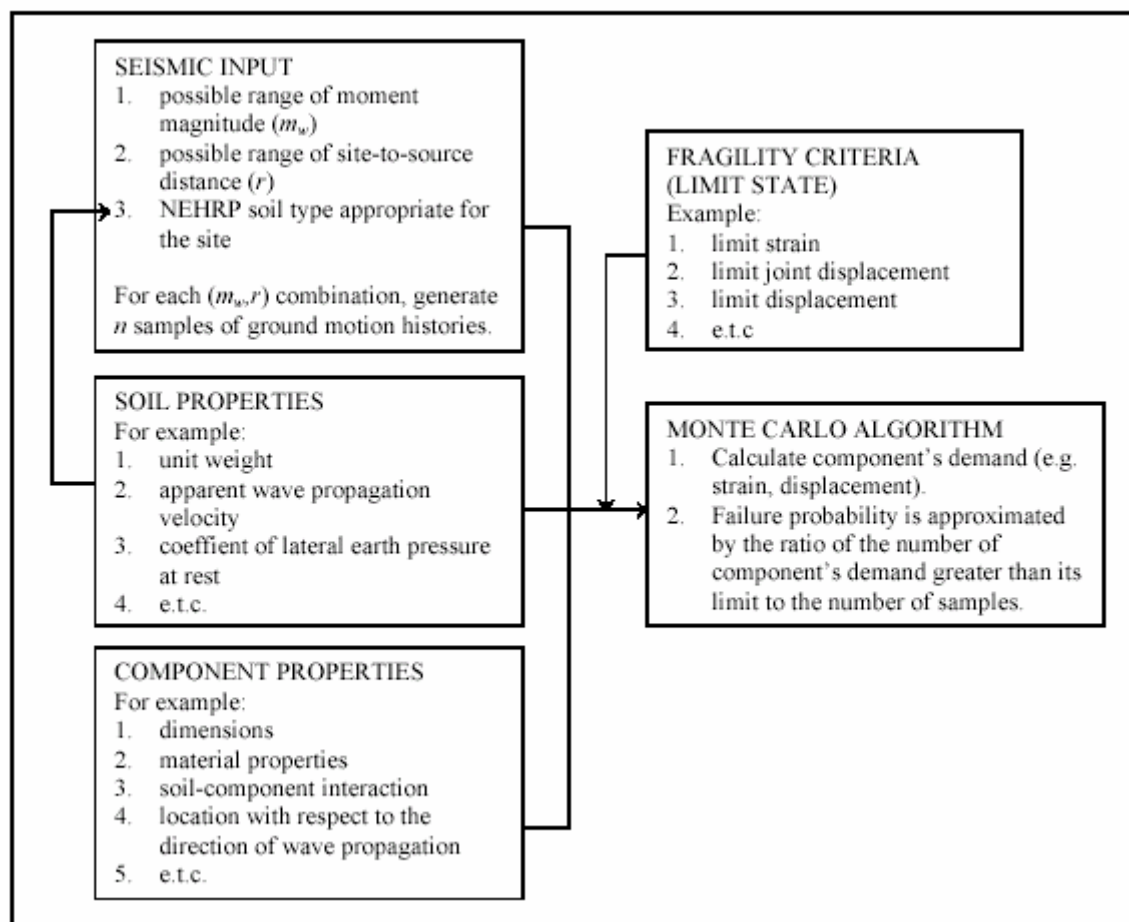 SEISMIC INPUT
1. possible range of moment
magnitude (m_w)
2. possible range of site-to-source
distance (r)
3. NEHRP soil type appropriate for
the site
For each (m_w,r) combination, generate
n samples of ground motion histories.
SOIL PROPERTIES
For example:
1. unit weight
2. apparent wave propagation
velocity
3. coeffient of lateral earth pressure
at rest
4. e.t.c.
COMPONENT PROPERTIES
For example:
1. dimensions
2. material properties
3. soil-component interaction
4. location with respect to the
direction of wave propagation
5. e.t.c.
FRAGILITY CRITERIA
(LIMIT STATE)
Example:
1. limit strain
2. limit joint displacement
3. limit displacement
4. e.t.c
MONTE CARLO ALGORITHM
1. Calculate component's demand (e.g.
strain, displacement).
2. Failure probability is approximated
by the ratio of the number of
component's demand greater than its
limit to the number of samples.